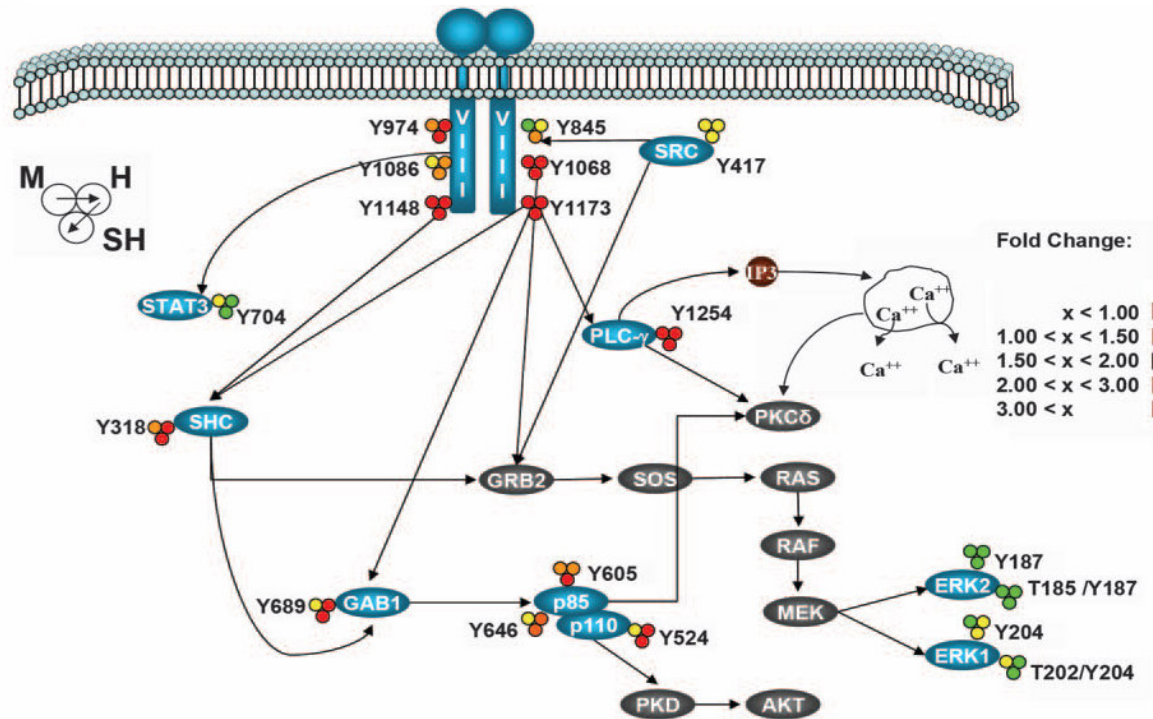 Y974
V
I
I
I
V
I
I
I
Y845
SRC
Y417
Y1086
Y1068
M H
SH
Y1148
Y1173
Fold Change:
IP3
Ca++
Ca++
STAT3
Y704
Y1254
PLC-γ
x < 1.00
1.00 < x < 1.50
Ca++
Ca++
1.50 < x < 2.00
2.00 < x < 3.00
3.00 < x
Y318
SHC
PKCδ
GRB2
SOS
RAS
RAF
Y187
Y605
ERK2
T185 /Y187
Y689
GAB1
p85
MEK
Y646
p110
Y524
Y204
ERK1
T202/Y204
PKD
AKT